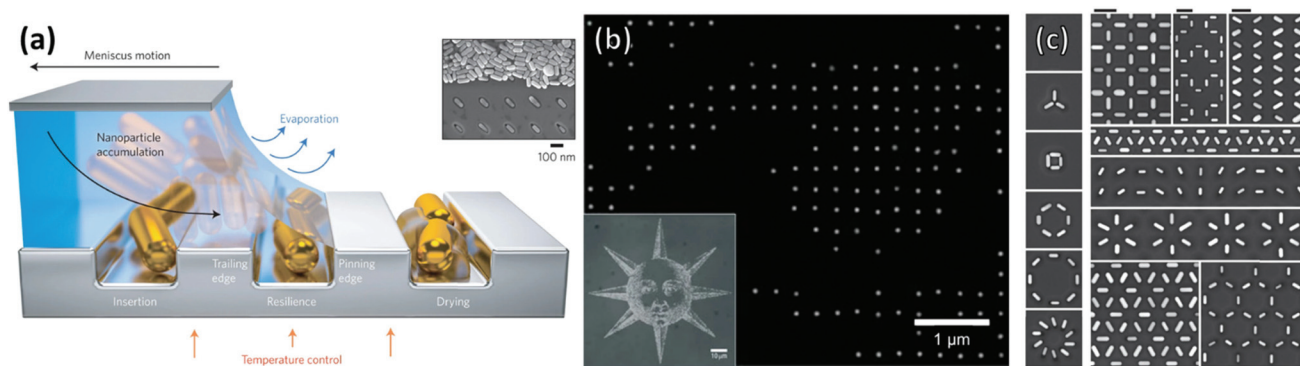 (a)
Meniscus motion
Nanoparticle
accumulation
Evaporation
100 nm
Trailing
edge
Pinning
edge
Insertion
Resilience
Drying
Temperature control
(b)
10 µm
1 µm
(c)